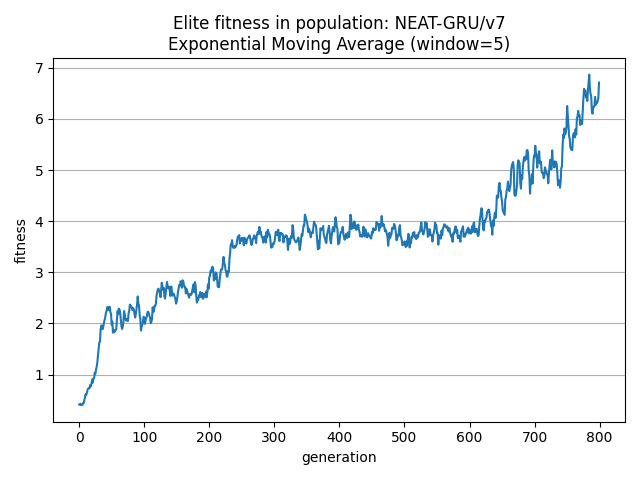 Elite fitness in population: NEAT-GRU/v7
Exponential Moving Average (window=5)
7
6
5
4
3
2
1
fitness
0 100 200 300 400 500 600 700 800
generation